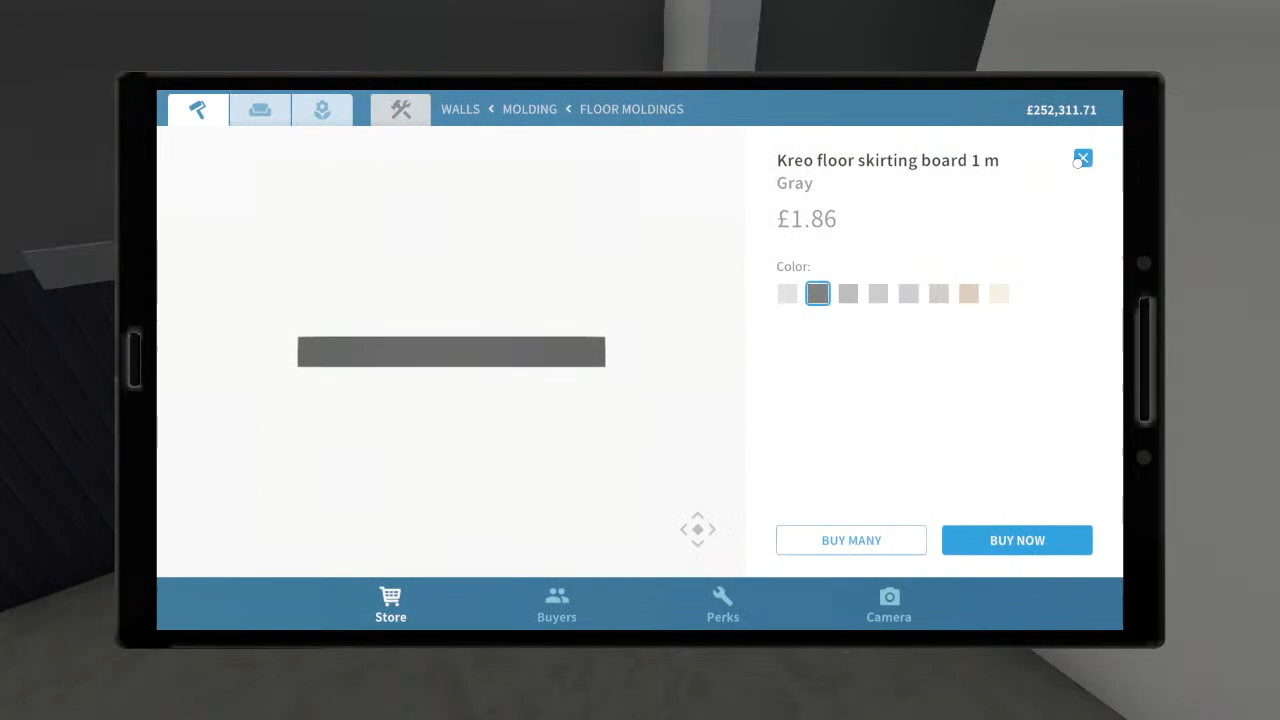 WALLS < MOLDING < FLOOR MOLDINGS
£252,311.71
Kreo floor skirting board 1 m
Gray
£1.86
Color:
BUY MANY
BUY NOW
Store
Buyers
Perks
Camera